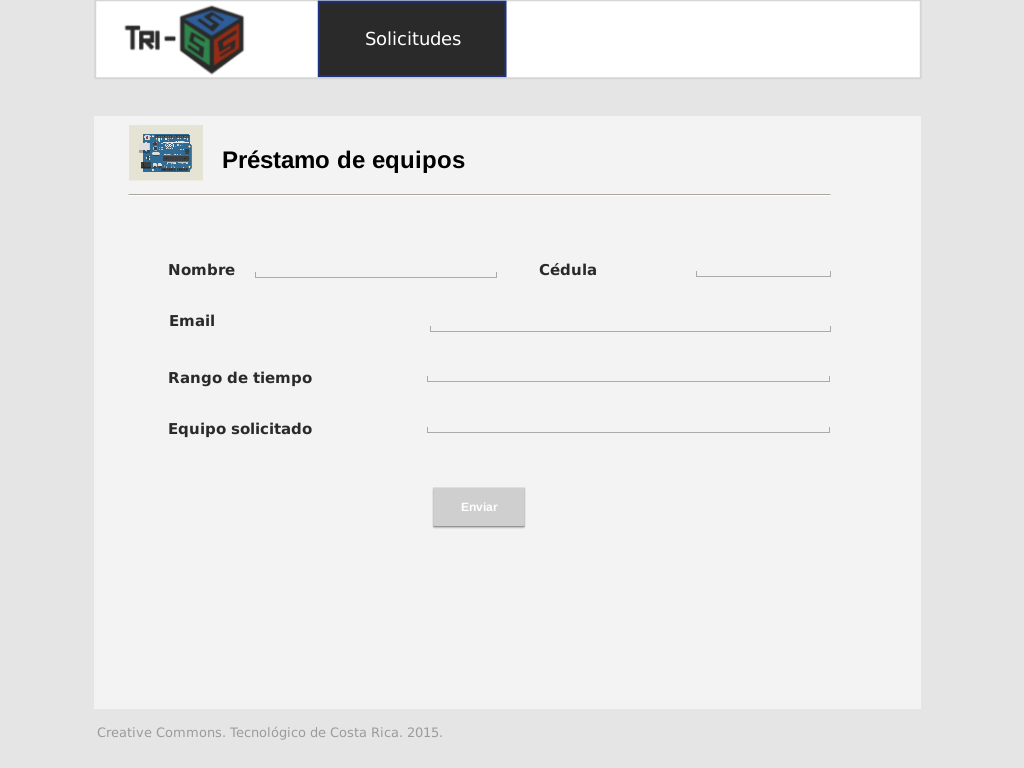 TRI-SSS
Solicitudes
Préstamo de equipos
Nombre
Cédula
Email
Rango de tiempo
Equipo solicitado
Enviar
Creative Commons. Tecnológico de Costa Rica. 2015.